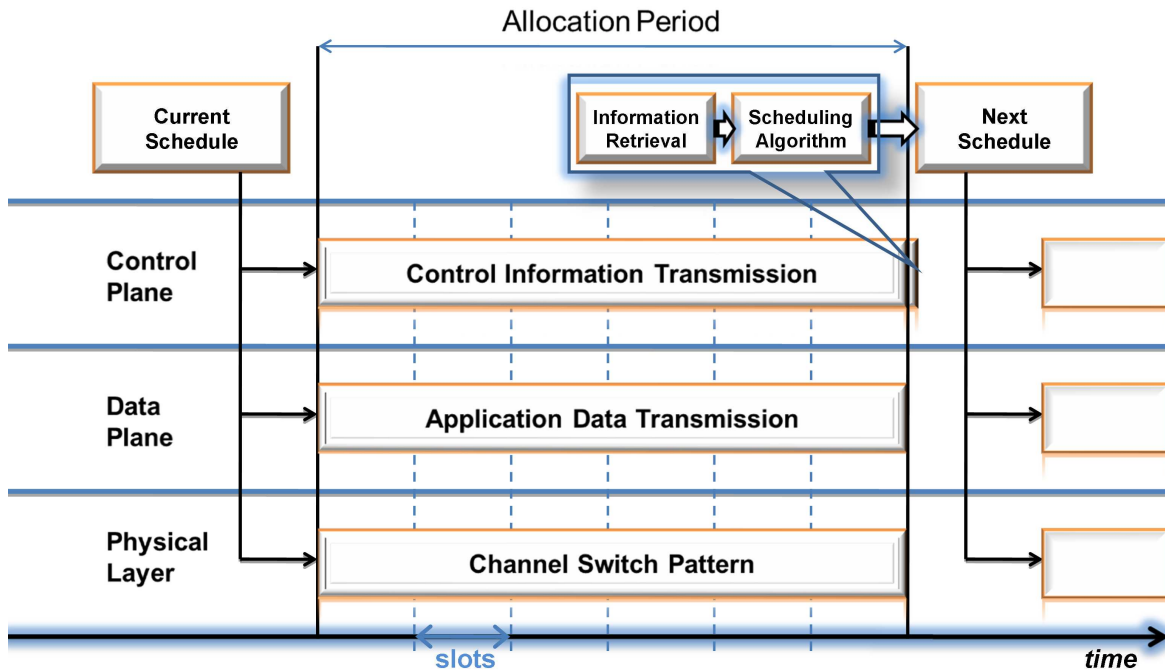 Allocation Period
Current
Schedule
Information
Retrieval
Scheduling
Algorithm
Next
Schedule
Control
Plane
Control Information Transmission
Data
Plane
Application Data Transmission
Physical
Layer
Channel Switch Pattern
slots
time